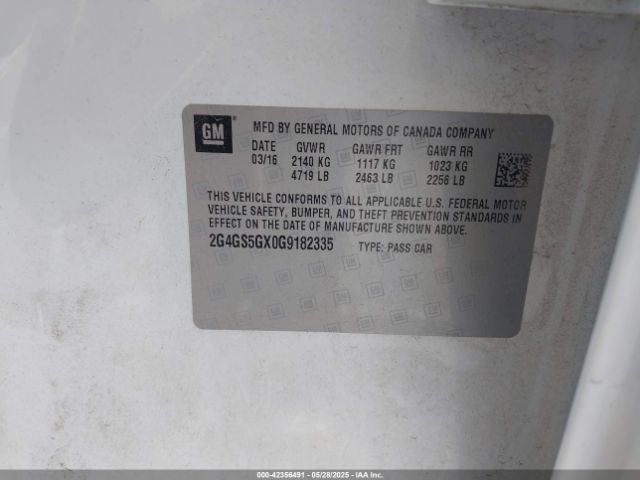 GM
MFD BY GENERAL MOTORS OF CANADA COMPANY
DATE GVWR GAWR FRT GAWR RR
03/16 2140 KG 1117 KG 1023 KG
4719 LB 2463 LB 2256 LB
THIS VEHICLE CONFORMS TO ALL APPLICABLE U.S. FEDERAL MOTOR
VEHICLE SAFETY, BUMPER, AND THEFT PREVENTION STANDARDS IN
EFFECT ON THE DATE OF MANUFACTURE SHOWN ABOVE.
2G4GS5GX0G9182335 TYPE: PASS CAR
000-42356491 - 05/28/2025 - IAAI COMPANY